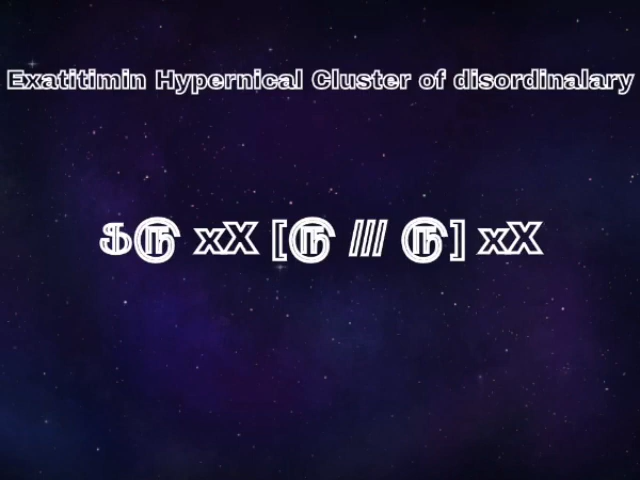 Exatitimin Hypernical Cluster of disordinalary
ֆ௵ xX [௵ /// ௵] xX